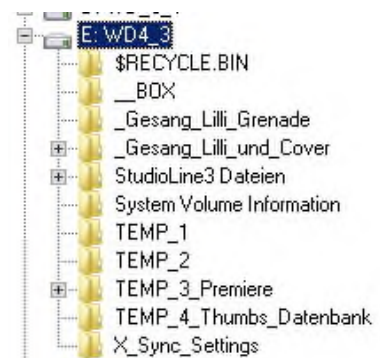 E: WD4_3
$RECYCLE.BIN
__BOX
_Gesang_Lilli_Grenade
_Gesang_Lilli_und_Cover
StudioLine3 Dateien
System Volume Information
TEMP_1
TEMP_2
TEMP_3_Premiere
TEMP_4_Thumbs_Datenbank
X_Sync_Settings